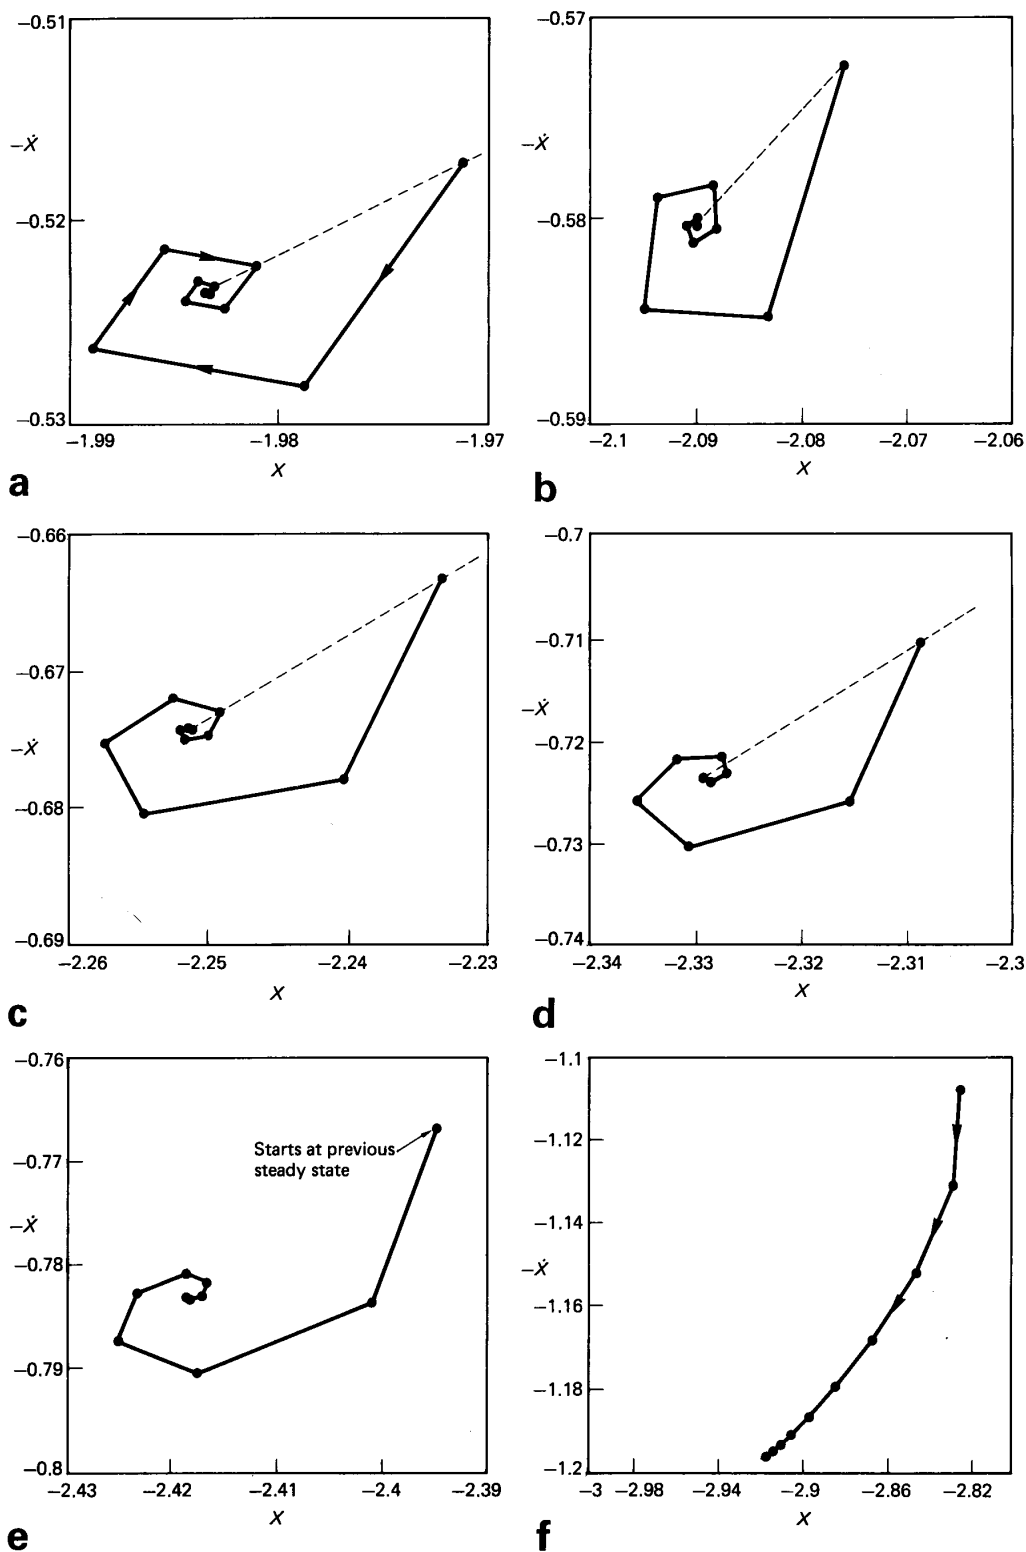 −0.51
−Ẋ
−0.52
−0.53
−1.99 −1.98 −1.97
X
a
−0.57
−Ẋ
−0.58
−0.59
−2.1 −2.09 −2.08 −2.07 −2.06
X
b
−0.66
−0.67
−Ẋ
−0.68
−0.69
−2.26 −2.25 −2.24 −2.23
X
c
−0.7
−0.71
−Ẋ
−0.72
−0.73
−0.74
−2.34 −2.33 −2.32 −2.31 −2.3
X
d
−0.76
−0.77
−Ẋ
−0.78
−0.79
−0.8
Starts at previous
steady state
−2.43 −2.42 −2.41 −2.4 −2.39
X
e
−1.1
−1.12
−1.14
−Ẋ
−1.16
−1.18
−1.2
−3 −2.98 −2.94 −2.9 −2.86 −2.82
X
f